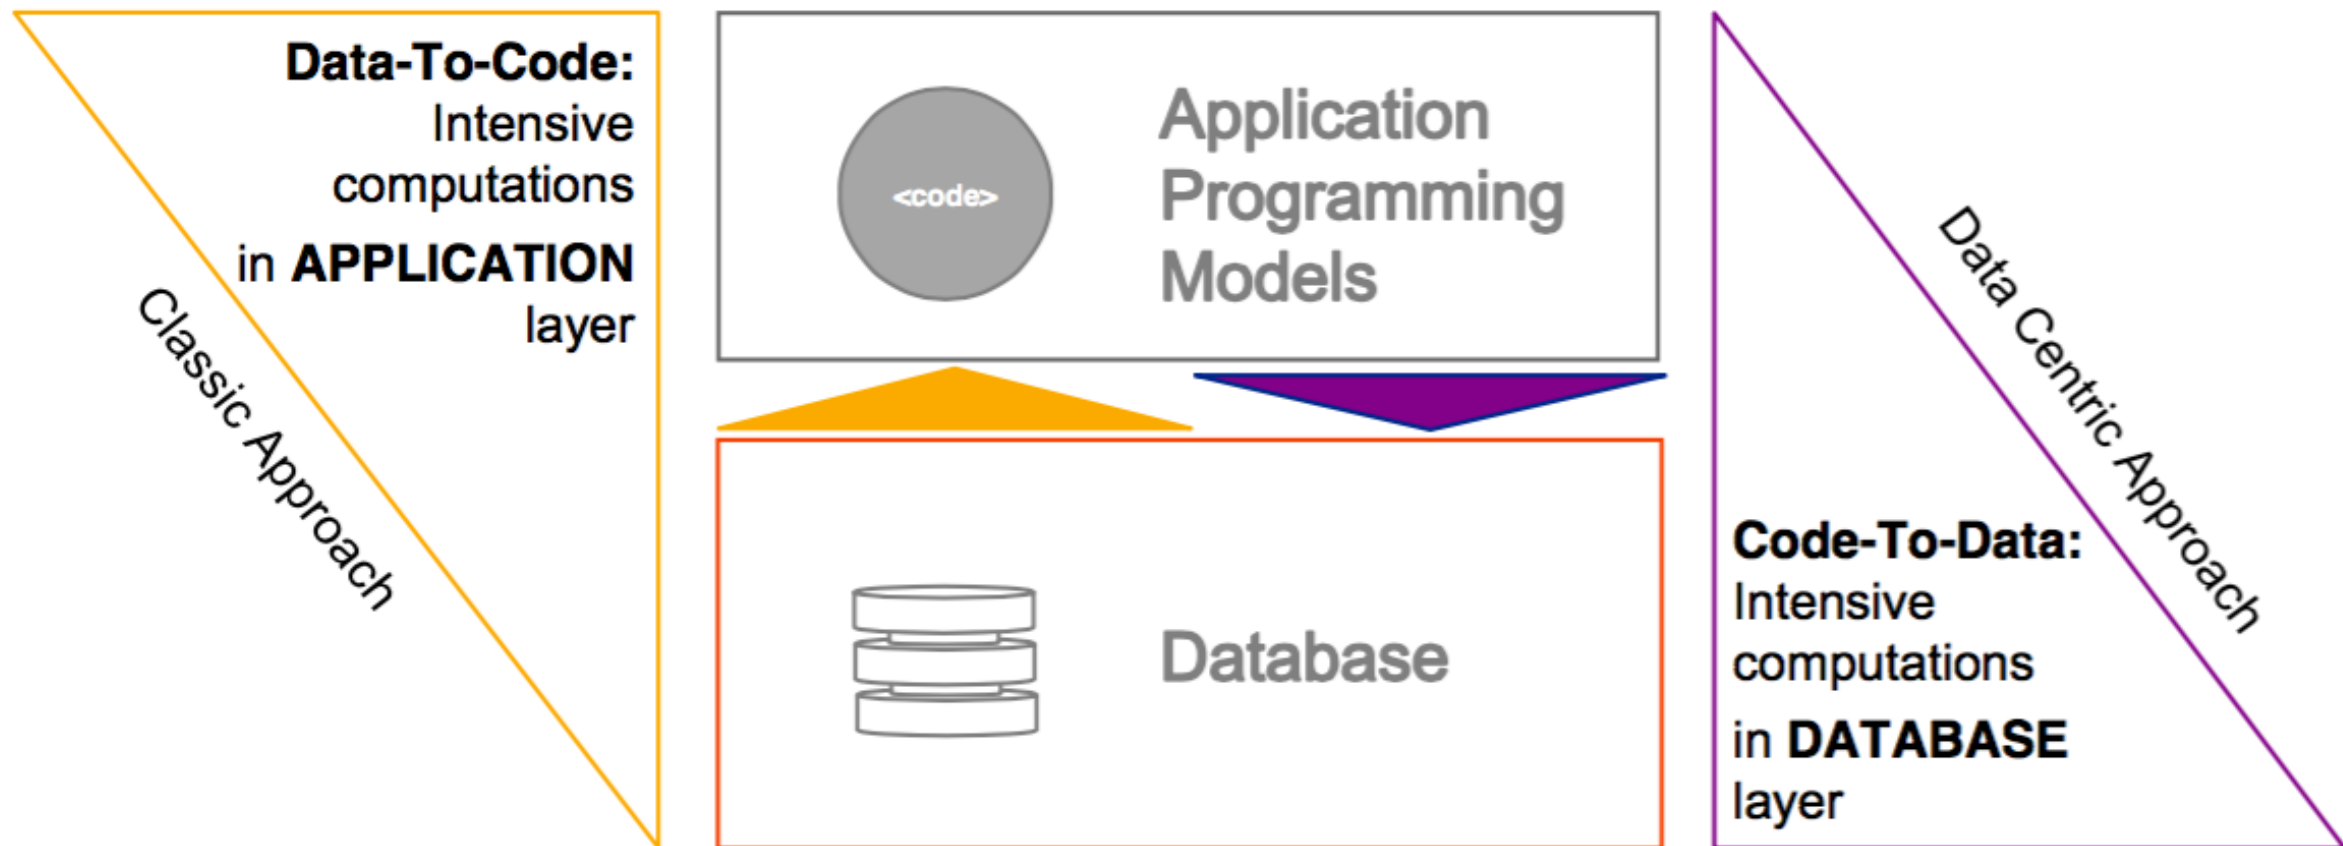 Data-To-Code:
Intensive
computations
in APPLICATION
layer
Classic Approach
<code>
Application
Programming
Models
Database
Data Centric Approach
Code-To-Data:
Intensive
computations
in DATABASE
layer